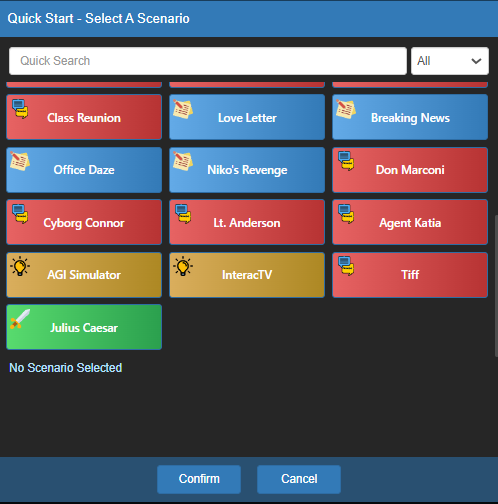 Quick Start - Select A Scenario
Quick Search
All
Class Reunion
Love Letter
Breaking News
Office Daze
Niko's Revenge
Don Marconi
Cyborg Connor
Lt. Anderson
Agent Katia
AGI Simulator
InteracTV
Tiff
Julius Caesar
No Scenario Selected
Confirm
Cancel